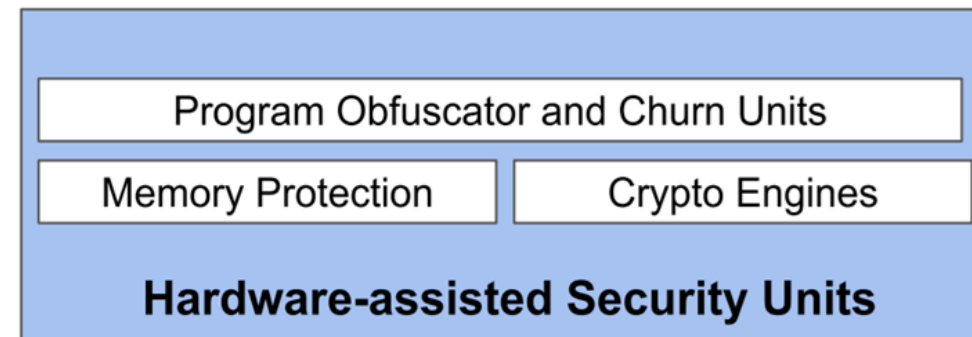 Program Obfuscator and Churn Units
Memory Protection
Crypto Engines
Hardware-assisted Security Units